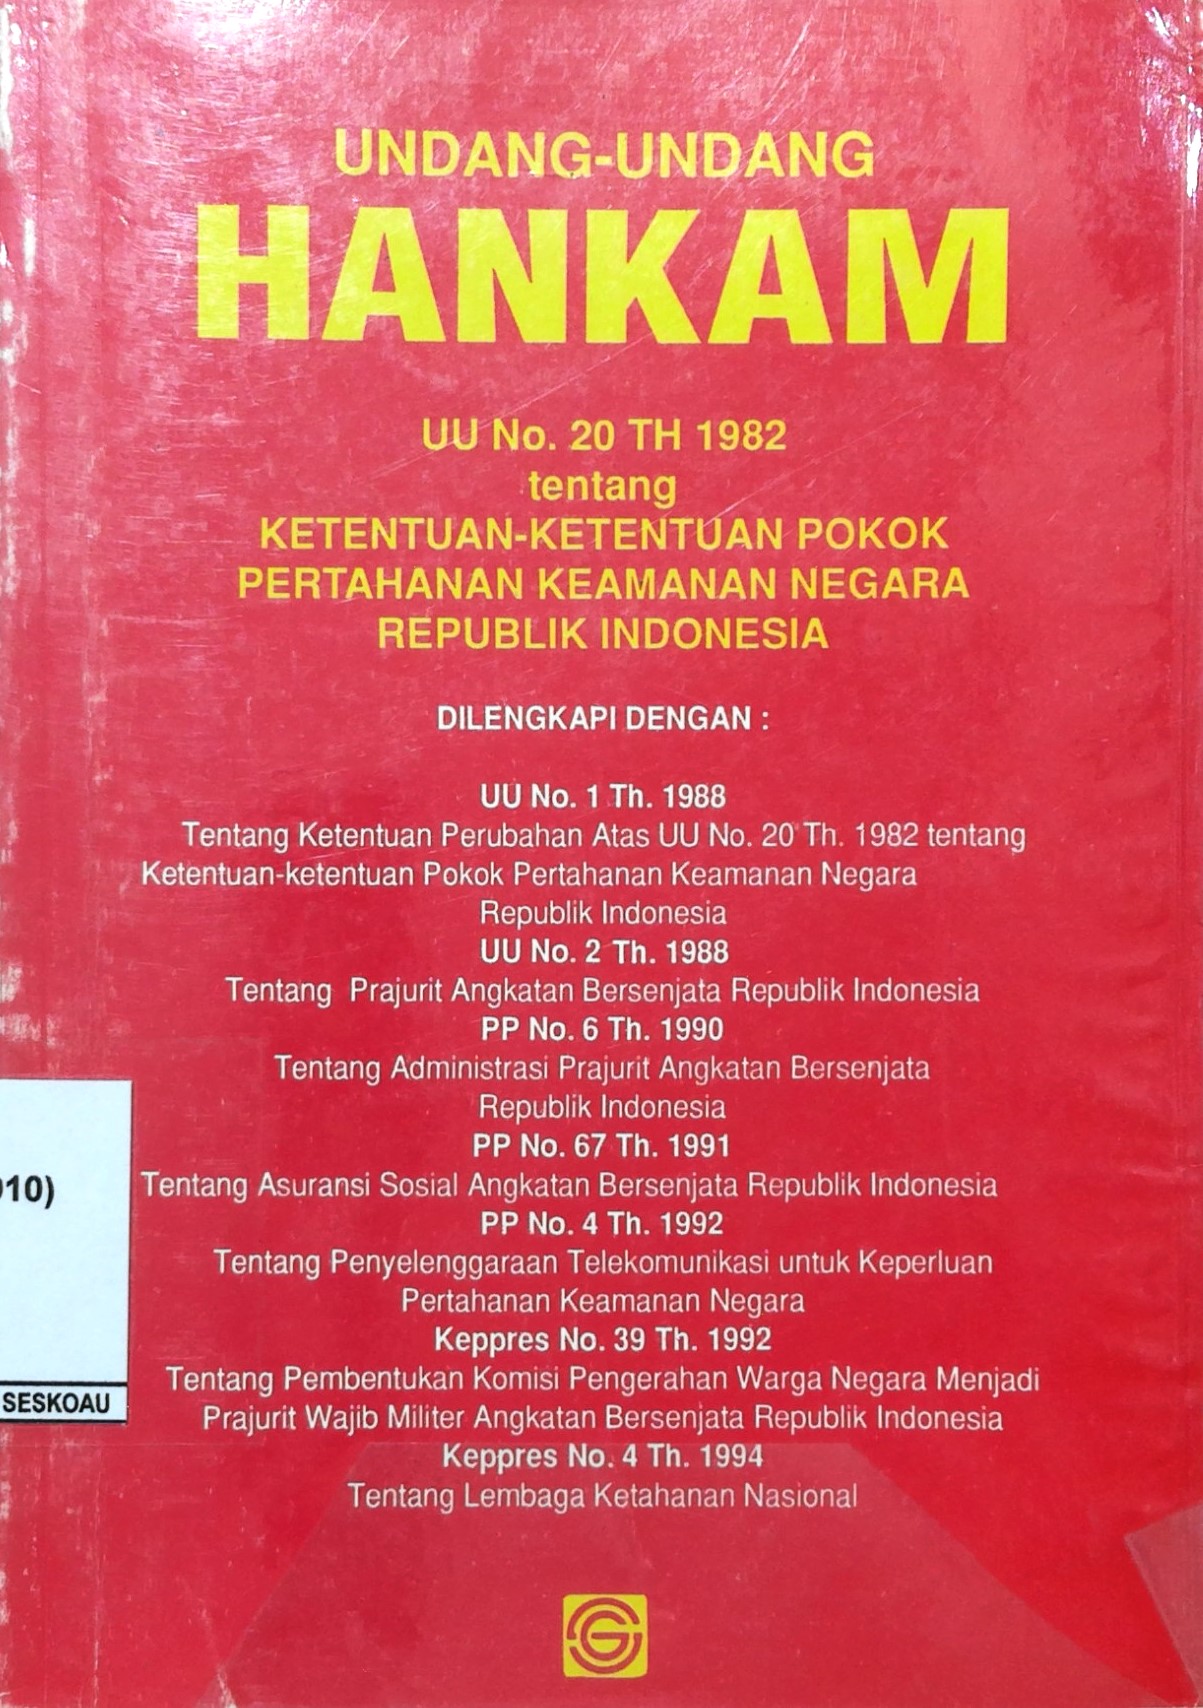 UNDANG-UNDANG
HANKAM
UU No. 20 TH 1982
tentang
KETENTUAN-KETENTUAN POKOK
PERTAHANAN KEAMANAN NEGARA
REPUBLIK INDONESIA
DILENGKAPI DENGAN :
UU No. 1 Th. 1988
Tentang Ketentuan Perubahan Atas UU No. 20 Th. 1982 tentang
Ketentuan-ketentuan Pokok Pertahanan Keamanan Negara
Republik Indonesia
UU No. 2 Th. 1988
Tentang Prajurit Angkatan Bersenjata Republik Indonesia
PP No. 6 Th. 1990
Tentang Administrasi Prajurit Angkatan Bersenjata
Republik Indonesia
PP No. 67 Th. 1991
Tentang Asuransi Sosial Angkatan Bersenjata Republik Indonesia
PP No. 4 Th. 1992
Tentang Penyelenggaraan Telekomunikasi untuk Keperluan
Pertahanan Keamanan Negara
Keppres No. 39 Th. 1992
Tentang Pembentukan Komisi Pengerahan Warga Negara Menjadi
Prajurit Wajib Militer Angkatan Bersenjata Republik Indonesia
Keppres No. 4 Th. 1994
Tentang Lembaga Ketahanan Nasional
10)
SESKOAU
G